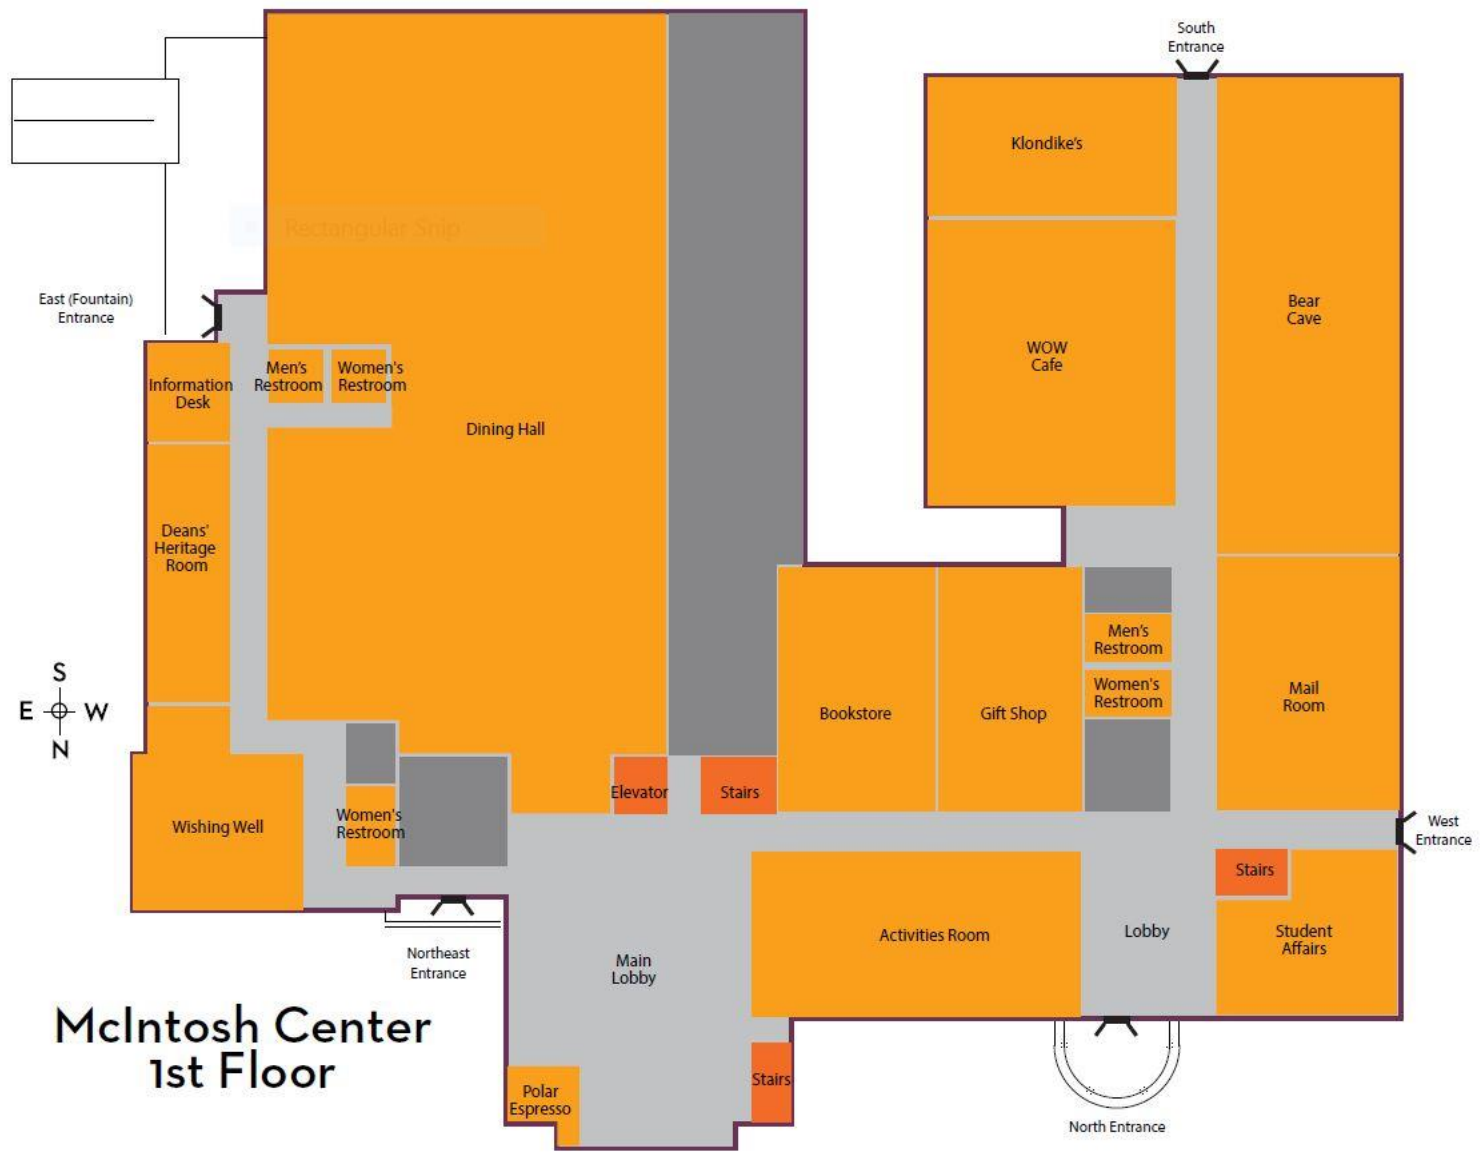 South
Entrance
Klondike's
Rectangular Snip
East (Fountain)
Entrance
Bear
Cave
WOW
Cafe
Men's
Restroom
Women's
Restroom
Information
Desk
Dining Hall
Deans'
Heritage
Room
Men's
Restroom
Women's
Restroom
Mail
Room
Bookstore
Gift Shop
S
E
W
N
Elevator
Stairs
Wishing Well
Women's
Restroom
West
Entrance
Stairs
Activities Room
Lobby
Student
Affairs
Northeast
Entrance
Main
Lobby
McIntosh Center
1st Floor
Stairs
Polar
Espresso
North Entrance